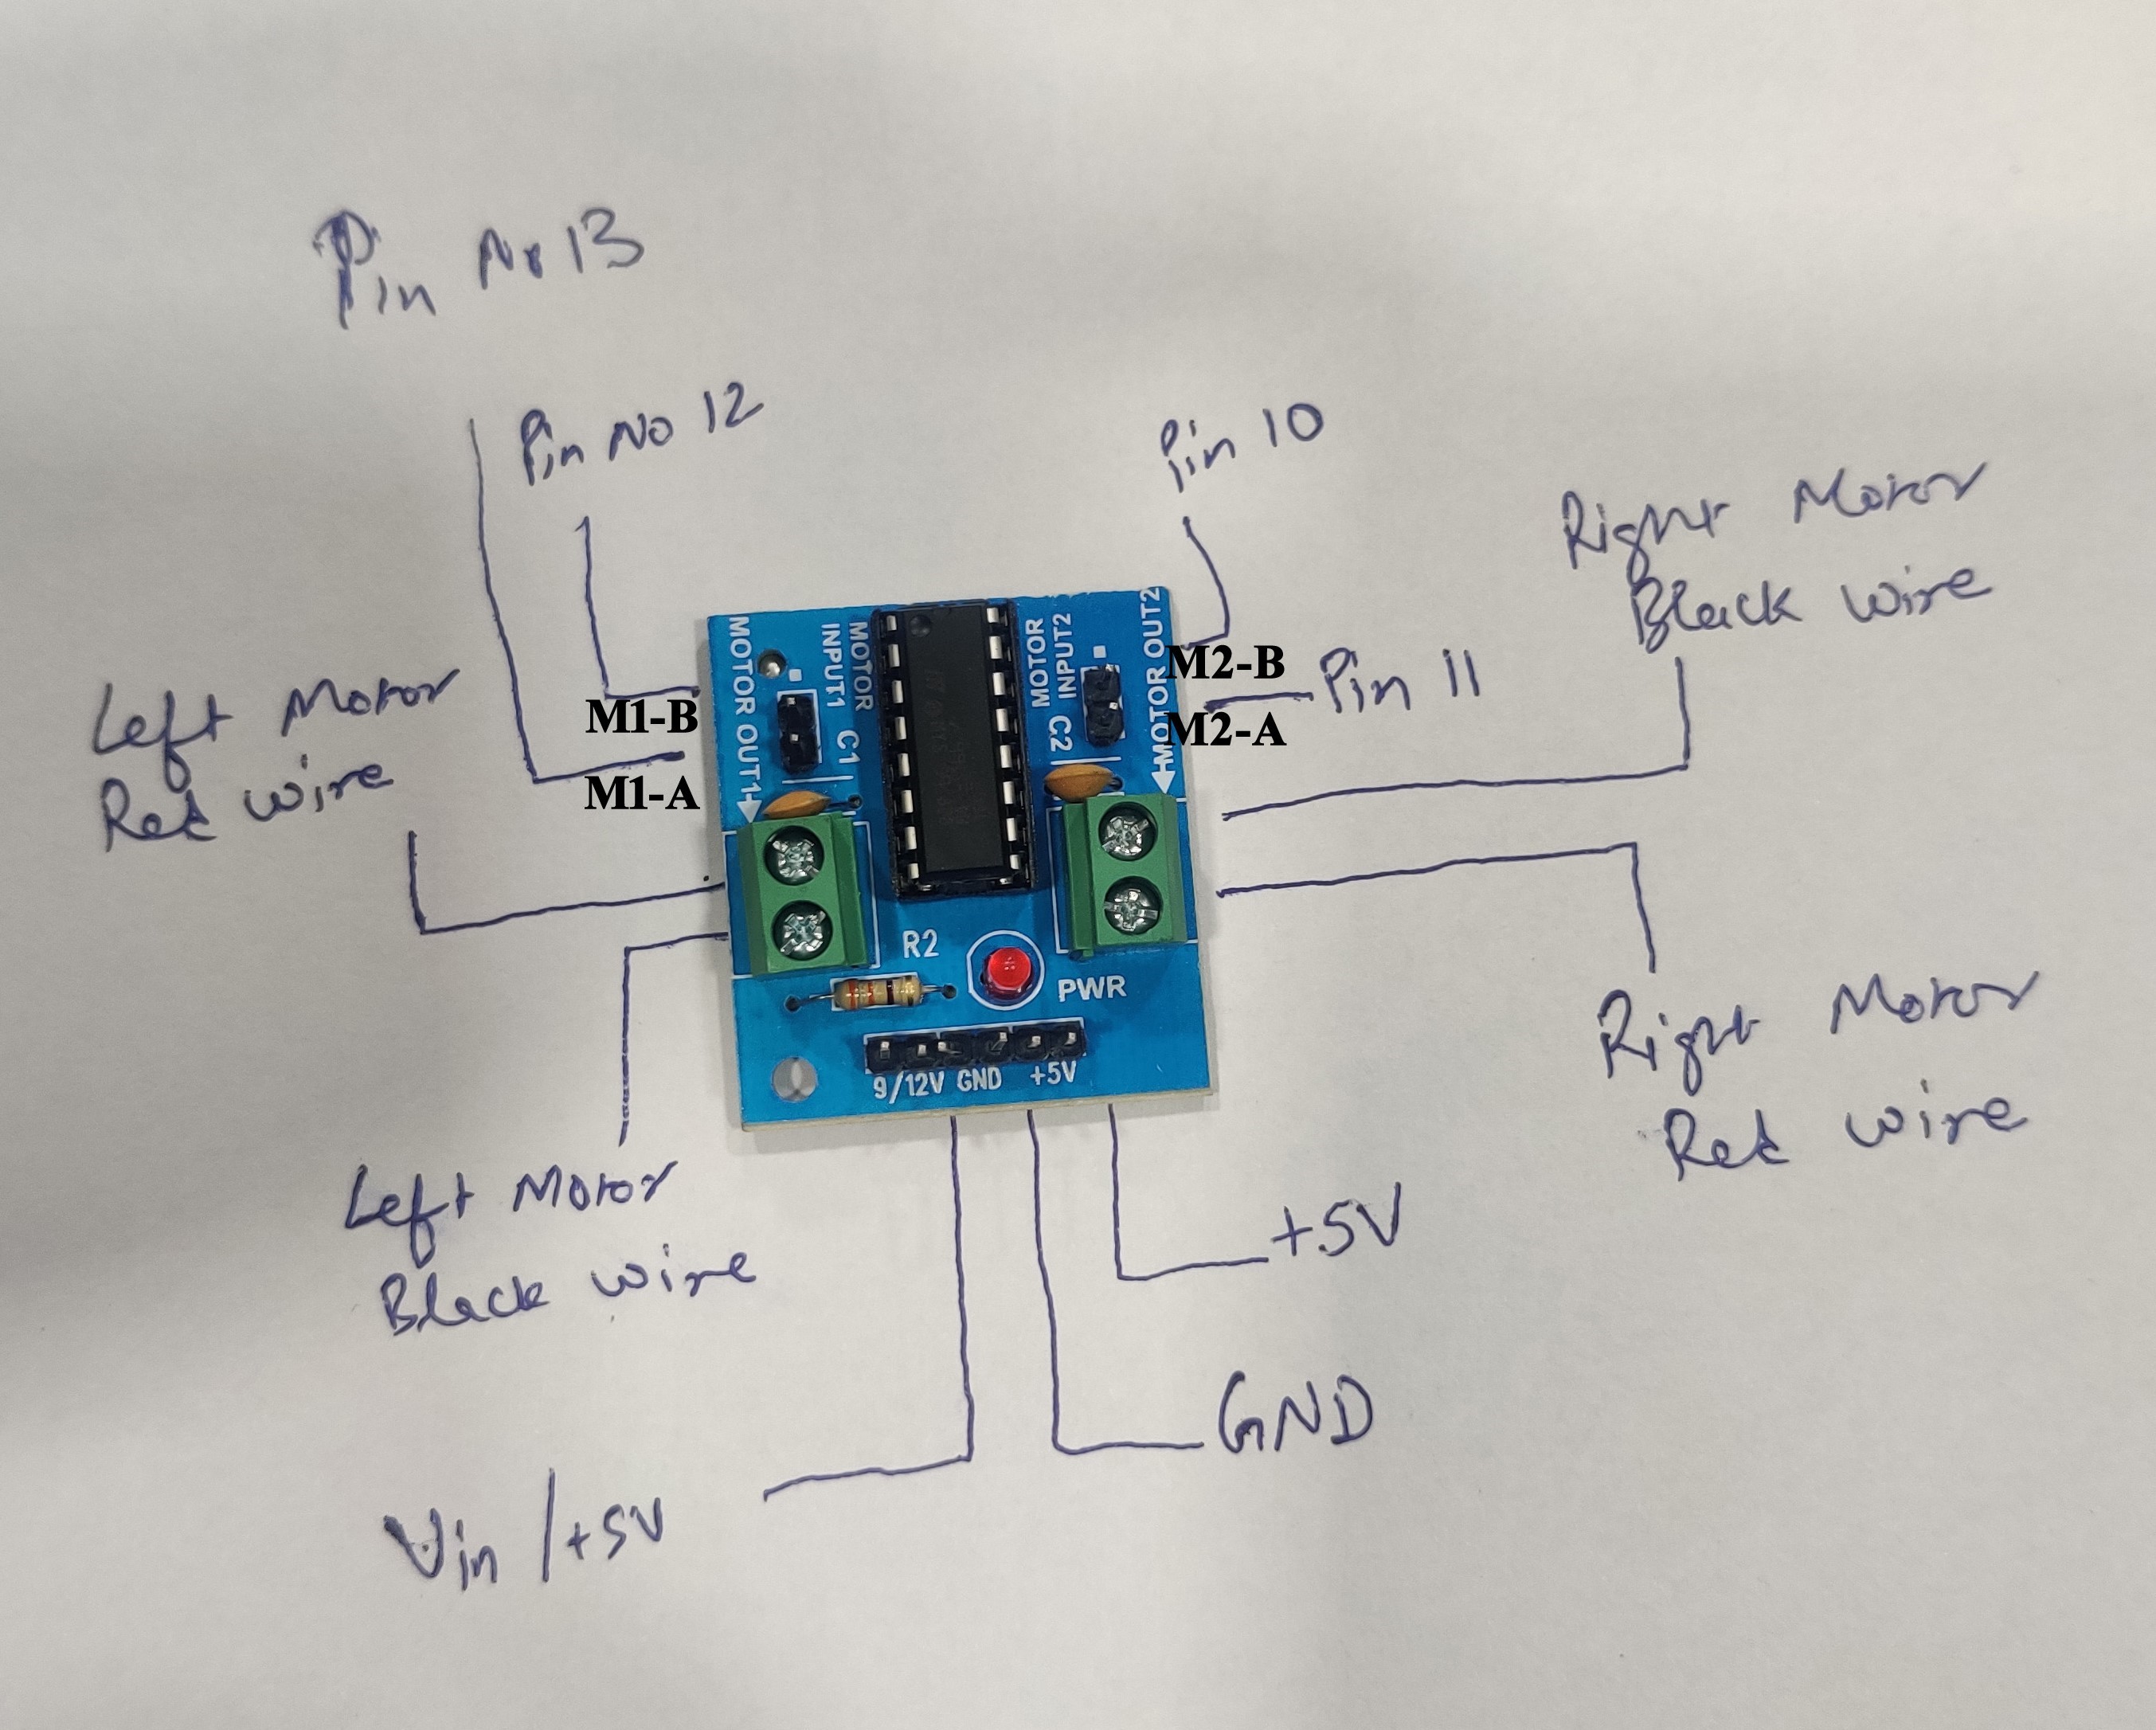 Pin No 13
Pin No 12
Pin 10
Right Motor
Black wire
Pin 11
Left Motor
Red wire
M1-B
M1-A
M2-B
M2-A
MOTOR OUT1
MOTOR
INPUT1
C1
MOTOR
INPUT2
C2
MOTOR OUT2
R2
PWR
9/12V GND +5V
Right Motor
Red wire
Left Motor
Black wire
+5V
GND
Vin/+5V